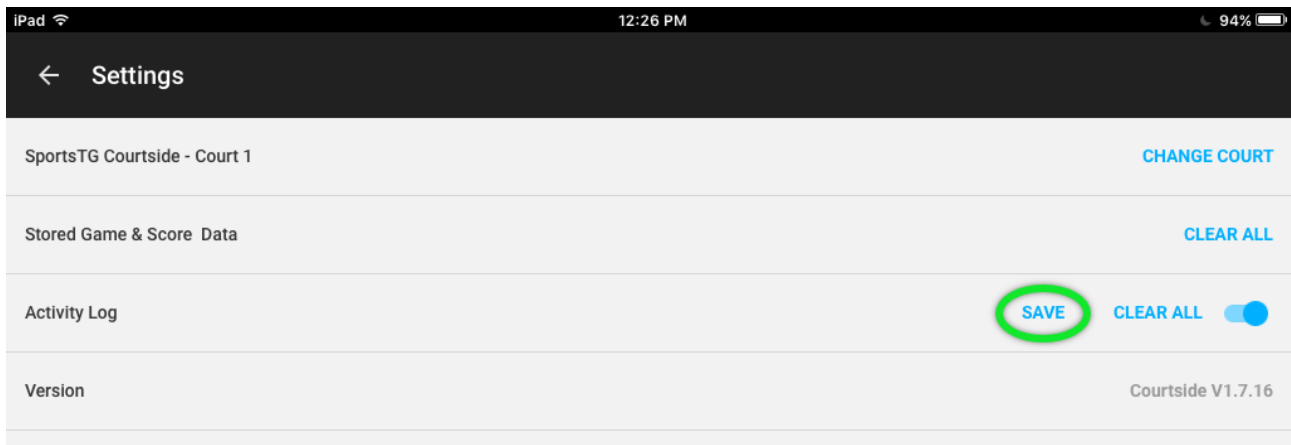 iPad 12:26 PM 94%
Settings
SportsTG Courtside - Court 1 CHANGE COURT
Stored Game & Score Data CLEAR ALL
Activity Log SAVE CLEAR ALL
Version Courtside V1.7.16